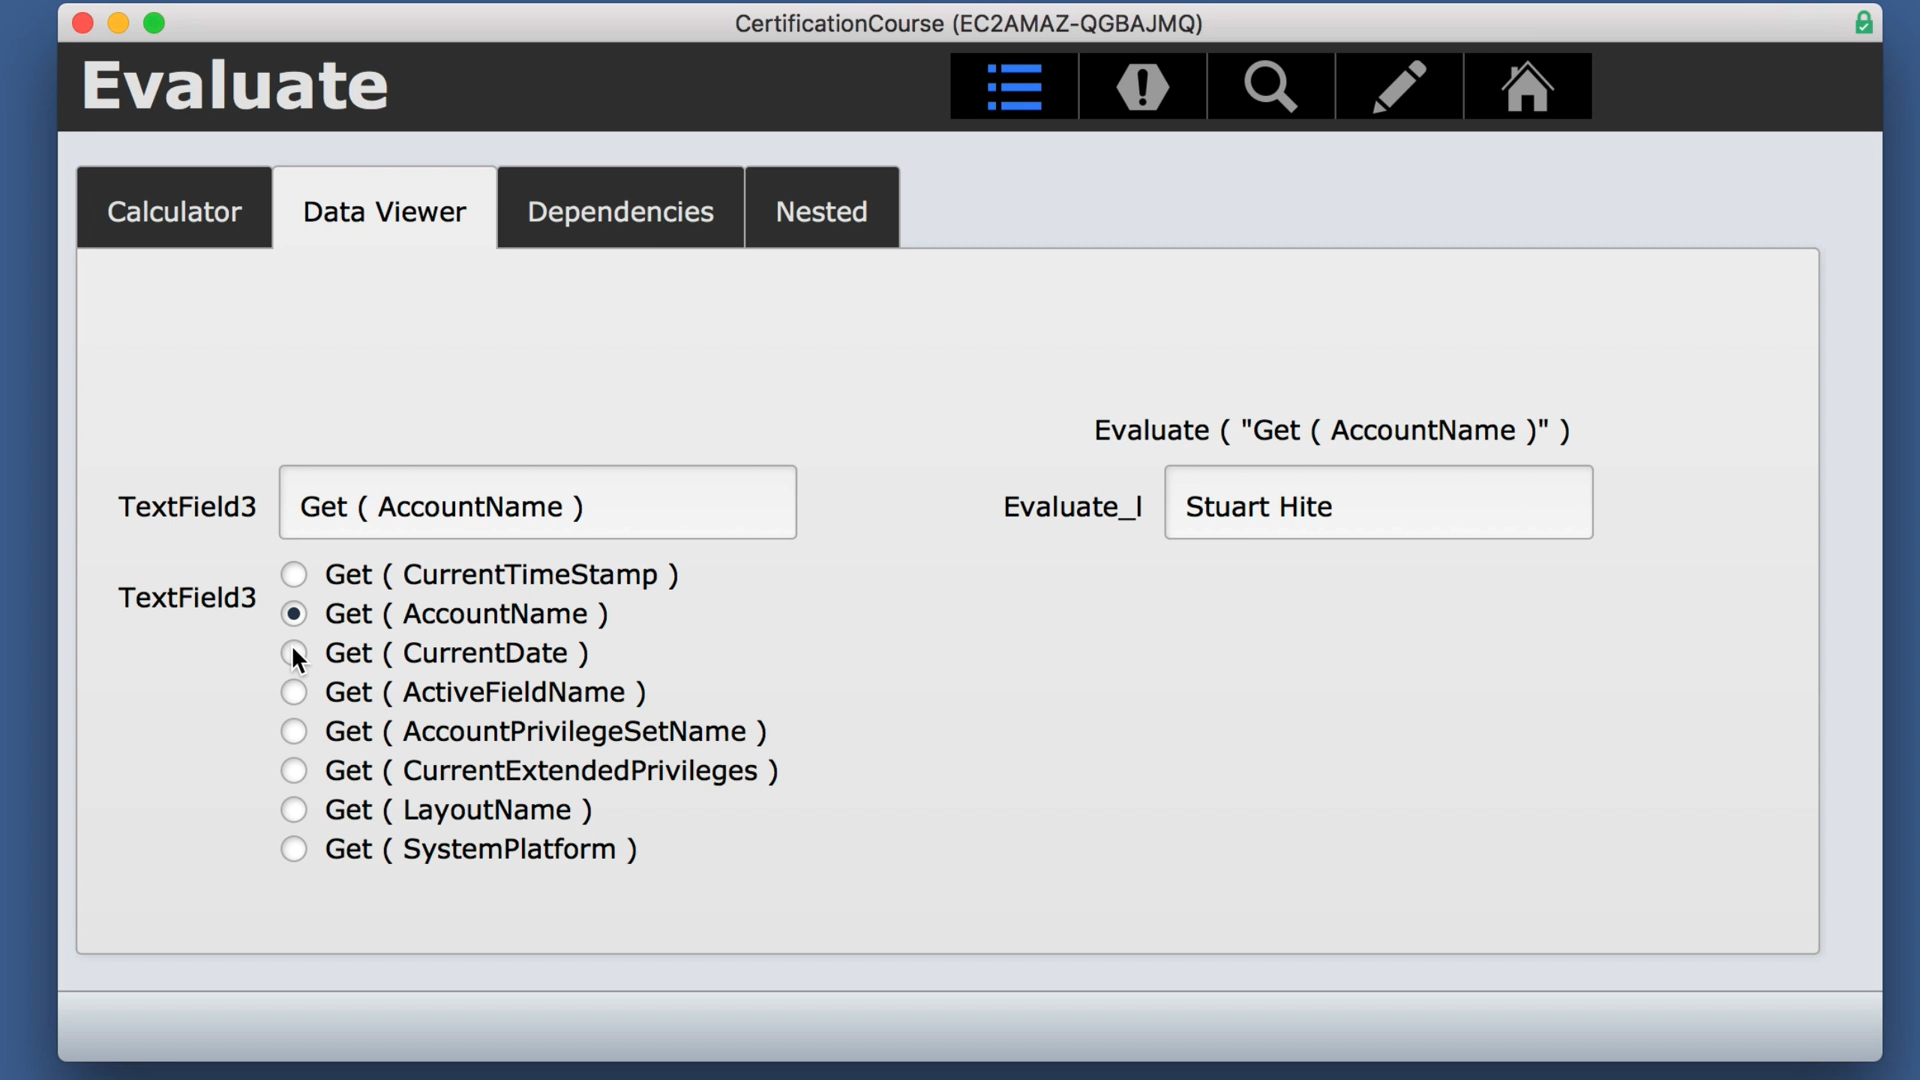 CertificationCourse (EC2AMAZ-QGBAJMQ)
Evaluate
Calculator
Data Viewer
Dependencies
Nested
Evaluate ( "Get ( AccountName )" )
TextField3
Get ( AccountName )
Evaluate_I
Stuart Hite
TextField3
Get ( CurrentTimeStamp )
Get ( AccountName )
Get ( CurrentDate )
Get ( ActiveFieldName )
Get ( AccountPrivilegeSetName )
Get ( CurrentExtendedPrivileges )
Get ( LayoutName )
Get ( SystemPlatform )